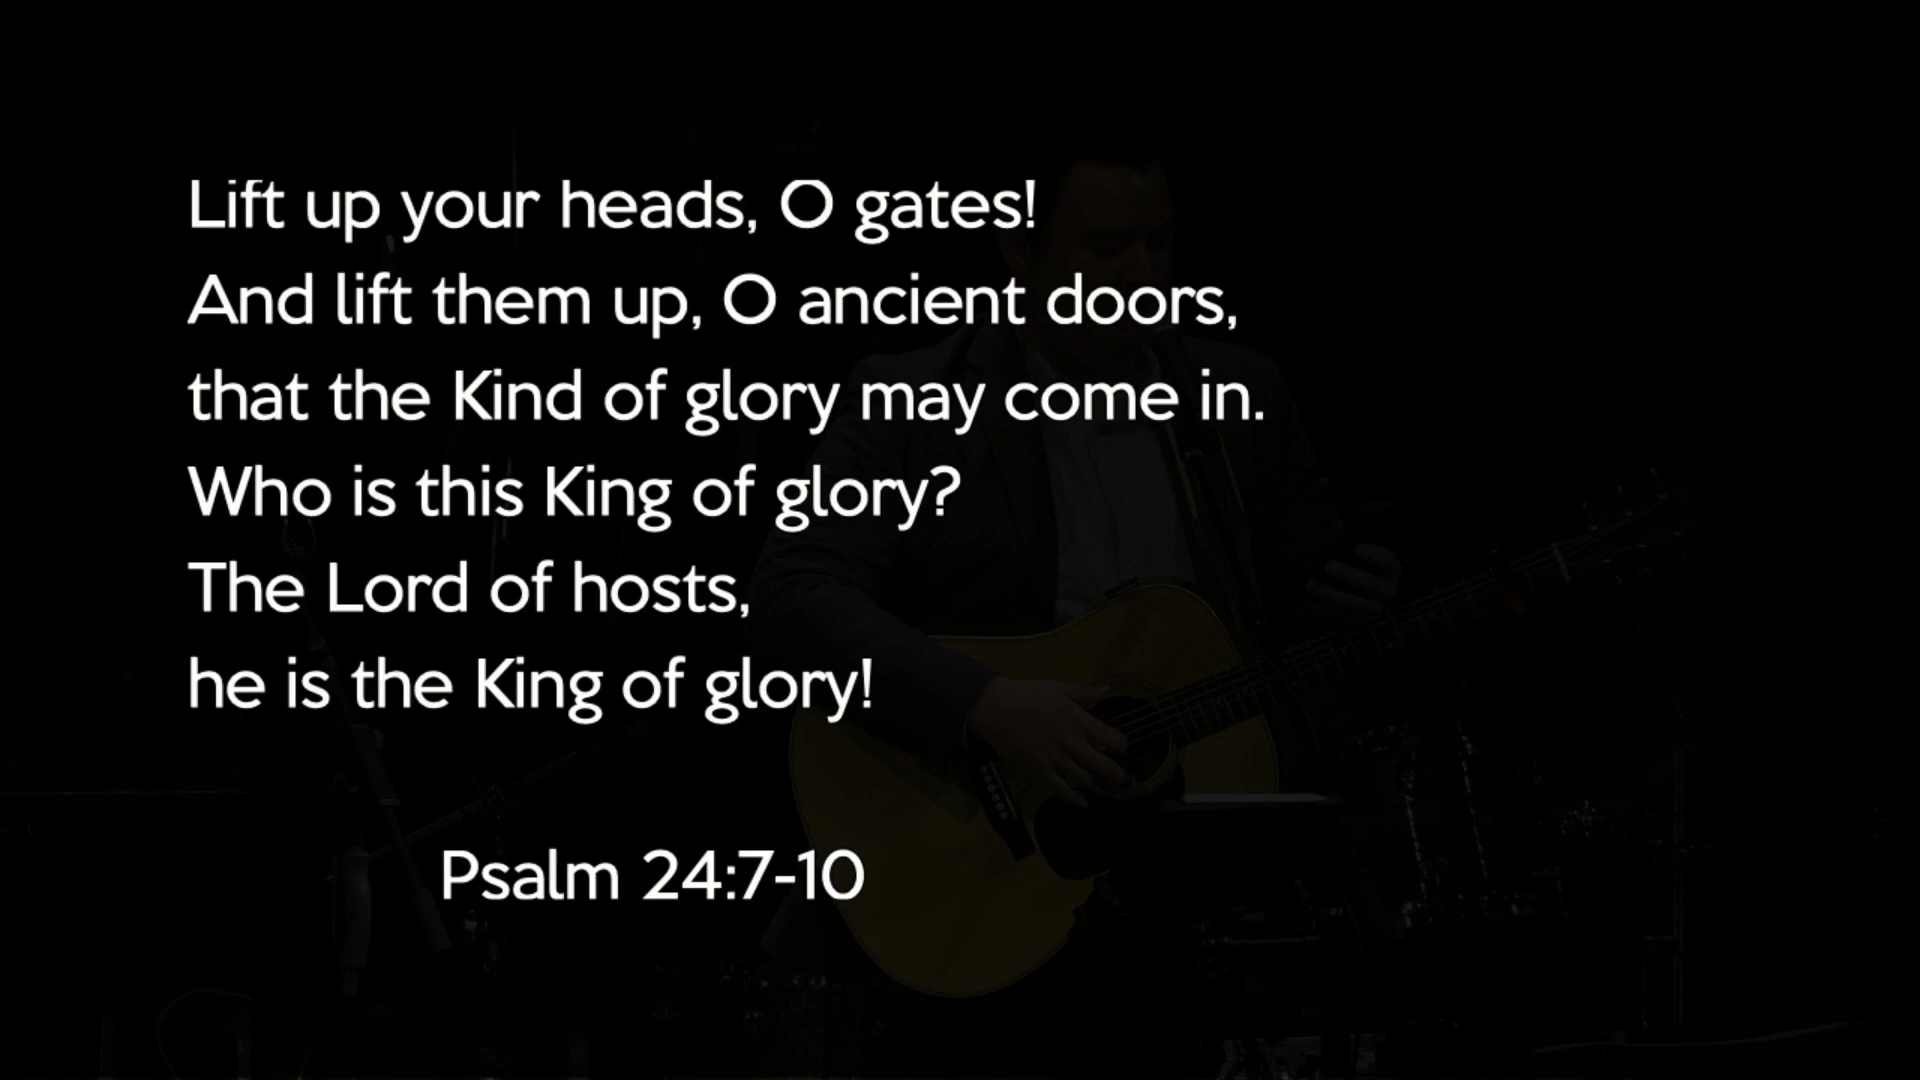 Lift up your heads, O gates!
And lift them up, O ancient doors,
that the Kind of glory may come in.
Who is this King of glory?
The Lord of hosts,
he is the King of glory!
Psalm 24:7-10